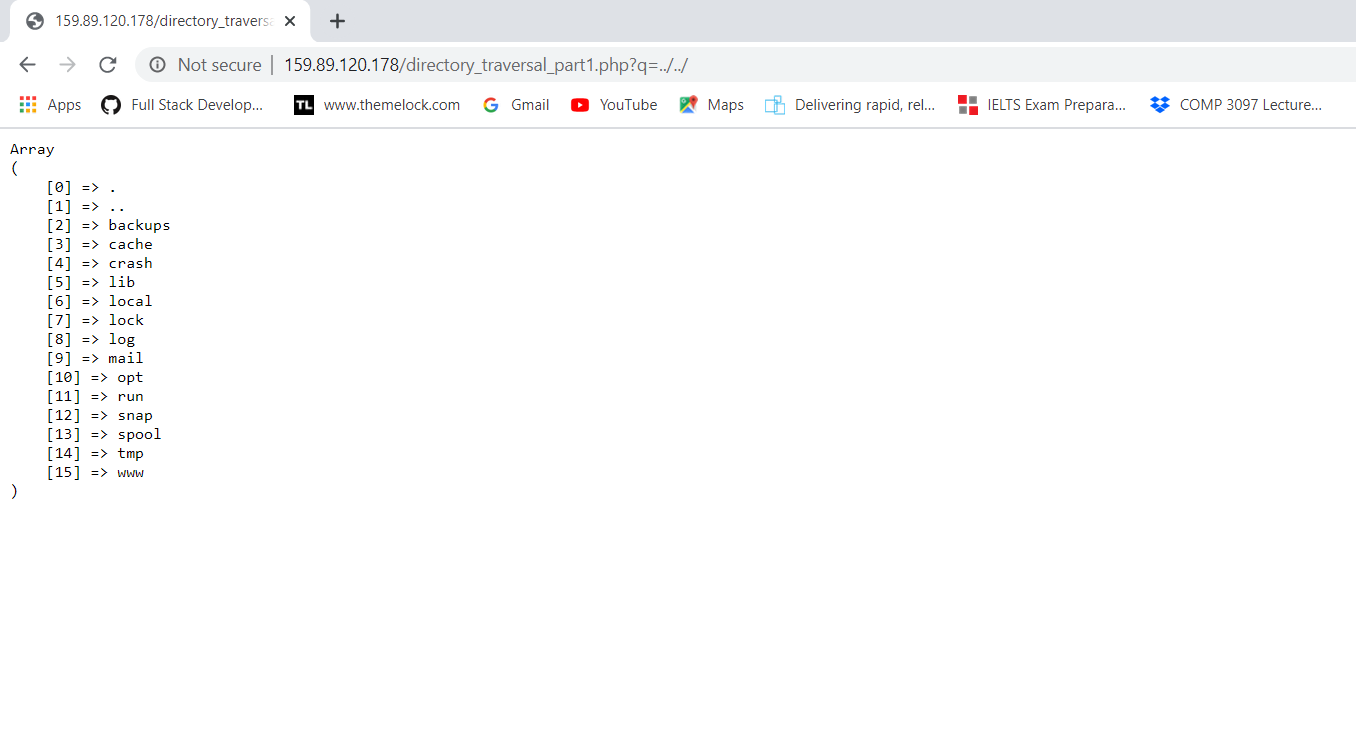 159.89.120.178/directory_travers
Not secure | 159.89.120.178/directory_traversal_part1.php?q=../../
Apps Full Stack Develop... TL www.themelock.com Gmail YouTube Maps Delivering rapid, rel... IELTS Exam Prepara... COMP 3097 Lecture...
Array
(
[0] => .
[1] => ..
[2] => backups
[3] => cache
[4] => crash
[5] => lib
[6] => local
[7] => lock
[8] => log
[9] => mail
[10] => opt
[11] => run
[12] => snap
[13] => spool
[14] => tmp
[15] => www
)